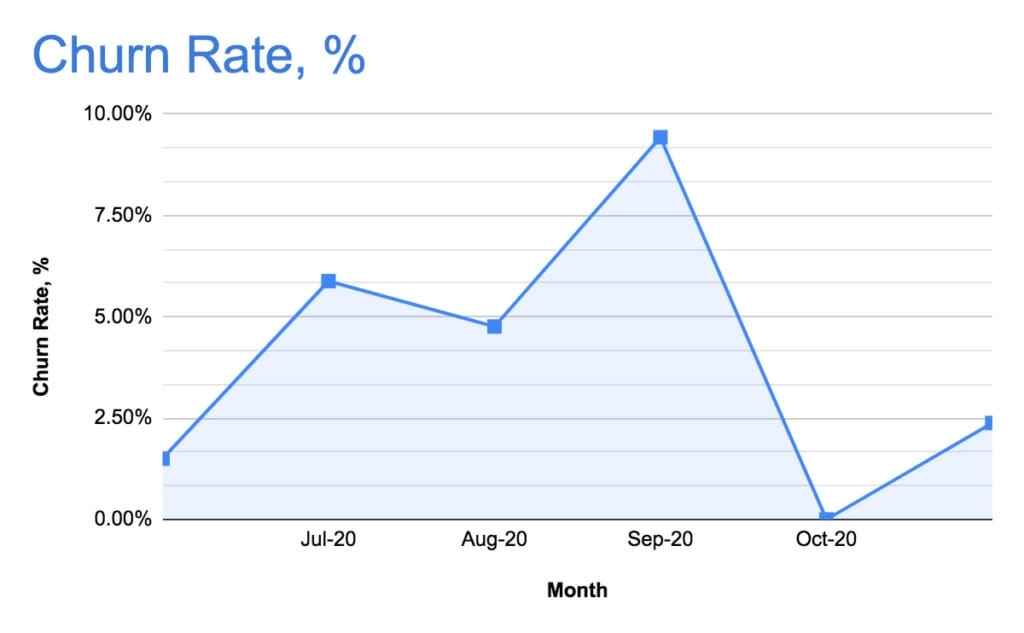 Churn Rate, %
10.00%
7.50%
5.00%
2.50%
0.00%
Churn Rate, %
Jul-20 Aug-20 Sep-20 Oct-20
Month